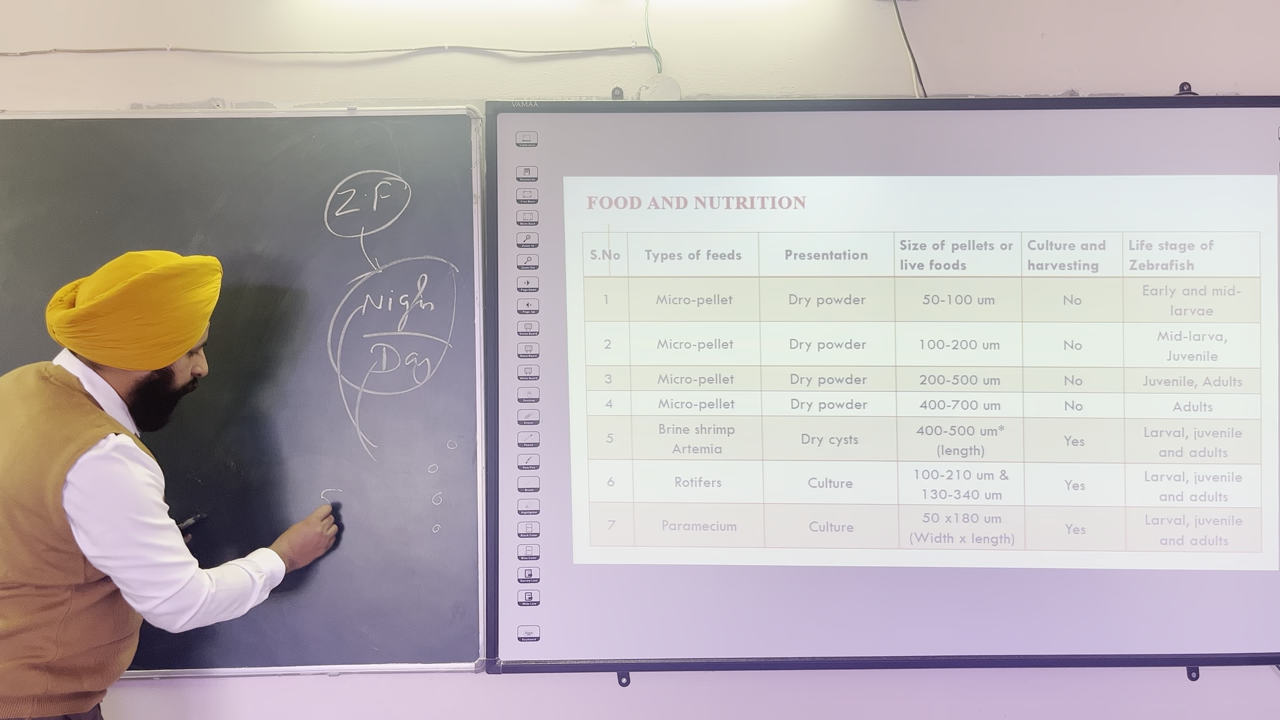 Z.F
Nigh
Day
VAMAA
FOOD AND NUTRITION
S.No Types of feeds Presentation Size of pellets or live foods Culture and harvesting Life stage of Zebrafish
1 Micro-pellet Dry powder 50-100 um No Early and mid-larvae
2 Micro-pellet Dry powder 100-200 um No Mid-larva, Juvenile
3 Micro-pellet Dry powder 200-500 um No Juvenile, Adults
4 Micro-pellet Dry powder 400-700 um No Adults
5 Brine shrimp Artemia Dry cysts 400-500 um* (length) Yes Larval, juvenile and adults
6 Rotifers Culture 100-210 um & 130-340 um Yes Larval, juvenile and adults
7 Paramecium Culture 50 x180 um (Width x length) Yes Larval, juvenile and adults